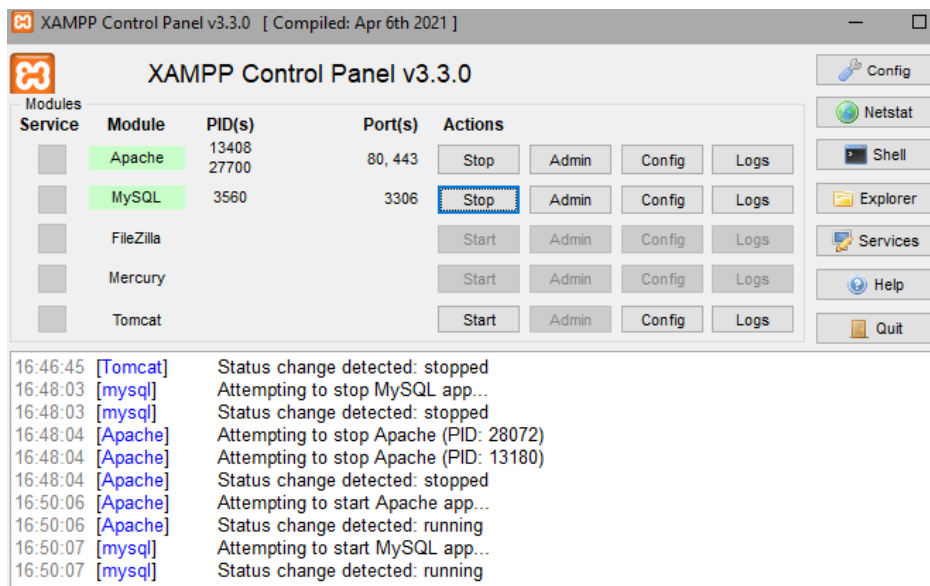 XAMPP Control Panel v3.3.0 [ Compiled: Apr 6th 2021 ]
XAMPP Control Panel v3.3.0
Config
Modules
Service Module PID(s) Port(s) Actions
Netstat
Apache 13408 27700 80, 443 Stop Admin Config Logs
Shell
MySQL 3560 3306 Stop Admin Config Logs
Explorer
FileZilla Start Admin Config Logs
Services
Mercury Start Admin Config Logs
Help
Tomcat Start Admin Config Logs
Quit
16:46:45 [Tomcat] Status change detected: stopped
16:48:03 [mysql] Attempting to stop MySQL app...
16:48:03 [mysql] Status change detected: stopped
16:48:04 [Apache] Attempting to stop Apache (PID: 28072)
16:48:04 [Apache] Attempting to stop Apache (PID: 13180)
16:48:04 [Apache] Status change detected: stopped
16:50:06 [Apache] Attempting to start Apache app...
16:50:06 [Apache] Status change detected: running
16:50:07 [mysql] Attempting to start MySQL app...
16:50:07 [mysql] Status change detected: running